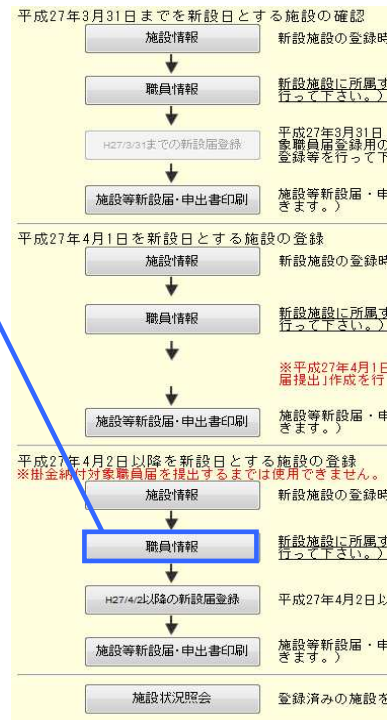 平成27年3月31日までを新設日とする施設の確認
施設情報
新設施設の登録時
職員情報
新設施設に所属す
行って下さい。)
H27/3/31までの新設届登録
平成27年3月31日
象職員届登録用の
登録等を行って下
施設等新設届・申出書印刷
施設等新設届・申
きます。)
平成27年4月1日を新設日とする施設の登録
施設情報
新設施設の登録時
職員情報
新設施設に所属す
行って下さい。)
※平成27年4月1日
届提出」作成を行
施設等新設届・申出書印刷
施設等新設届・申
きます。)
平成27年4月2日以降を新設日とする施設の登録
※掛金納付対象職員届を提出するまでは使用できません。
施設情報
新設施設の登録時
職員情報
新設施設に所属す
行って下さい。)
H27/4/2以降の新設届登録
平成27年4月2日以
施設等新設届・申出書印刷
施設等新設届・申
きます。)
施設状況照会
登録済みの施設を